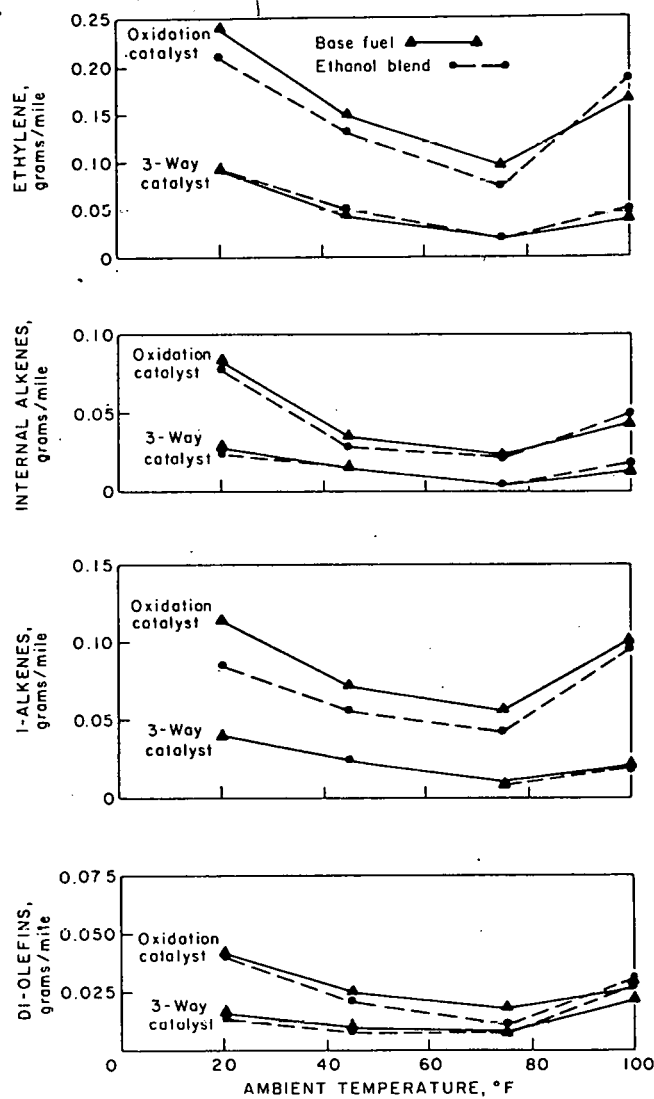 ETHYLENE,
grams/mile
0.25
0.20
0.15
0.10
0.05
0
Oxidation
catalyst
Base fuel
Ethanol blend
3-Way
catalyst
INTERNAL ALKENES,
grams/mile
0.10
0.05
0
Oxidation
catalyst
3-Way
catalyst
1-ALKENES,
grams/mile
0.15
0.10
0.05
0
Oxidation
catalyst
3-Way
catalyst
DI-OLEFINS,
grams/mile
0.075
0.050
0.025
Oxidation
catalyst
3-Way
catalyst
0 20 40 60 80 100
AMBIENT TEMPERATURE, °F